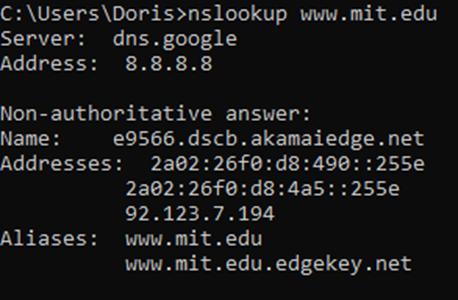 C:\Users\Doris>nslookup www.mit.edu
Server:  dns.google
Address:  8.8.8.8

Non-authoritative answer:
Name:    e9566.dscb.akamaiedge.net
Addresses:  2a02:26f0:d8:490::255e
          2a02:26f0:d8:4a5::255e
          92.123.7.194
Aliases:  www.mit.edu
          www.mit.edu.edgekey.net